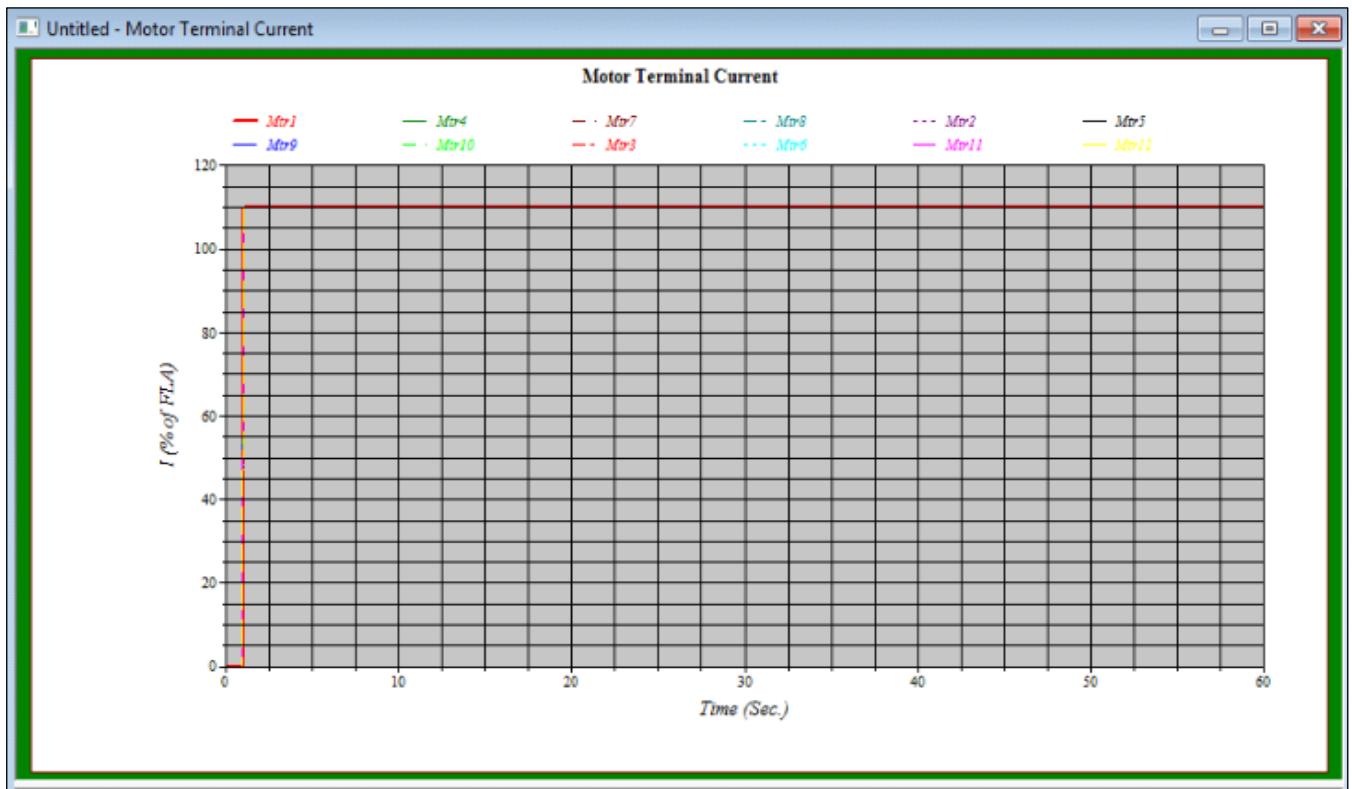 Untitled - Motor Terminal Current
Motor Terminal Current
Mtr1 Mtr4 Mtr7 Mtr8 Mtr2 Mtr5
Mtr9 Mtr10 Mtr3 Mtr6 Mtr11 Mtr12
120
100
80
60
40
20
0
I (% of FLA)
0 10 20 30 40 50 60
Time (Sec.)